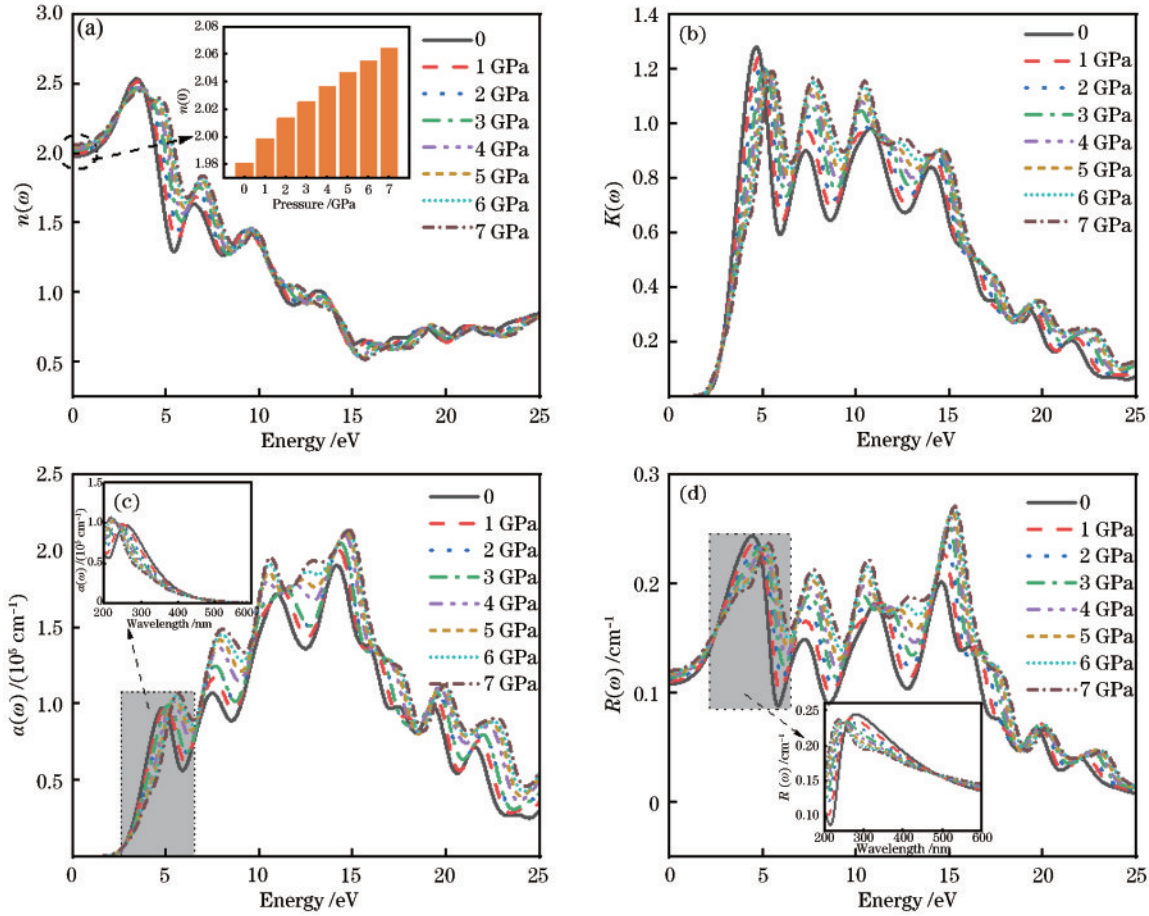 (a)
n(ω)
3.0
2.5
2.0
1.5
1.0
0.5
0 5 10 15 20 25
Energy /eV
n(0)
2.08
2.06
2.04
2.02
2.00
1.98
0 1 2 3 4 5 6 7
Pressure /GPa
0
1 GPa
2 GPa
3 GPa
4 GPa
5 GPa
6 GPa
7 GPa
(b)
K(ω)
1.4
1.2
1.0
0.8
0.6
0.4
0.2
0 5 10 15 20 25
Energy /eV
0
1 GPa
2 GPa
3 GPa
4 GPa
5 GPa
6 GPa
7 GPa
(c)
α(ω) /(10⁵ cm⁻¹)
2.5
2.0
1.5
1.0
0.5
0 5 10 15 20 25
Energy /eV
α(ω) /(10⁵ cm⁻¹)
1.5
1.0
0.5
0
200 300 400 500 600
Wavelength /nm
0
1 GPa
2 GPa
3 GPa
4 GPa
5 GPa
6 GPa
7 GPa
(d)
R(ω) /cm⁻¹
0.3
0.2
0.1
0
0 5 10 15 20 25
Energy /eV
R (ω) /cm⁻¹
0.25
0.20
0.15
0.10
200 300 400 500 600
Wavelength /nm
0
1 GPa
2 GPa
3 GPa
4 GPa
5 GPa
6 GPa
7 GPa